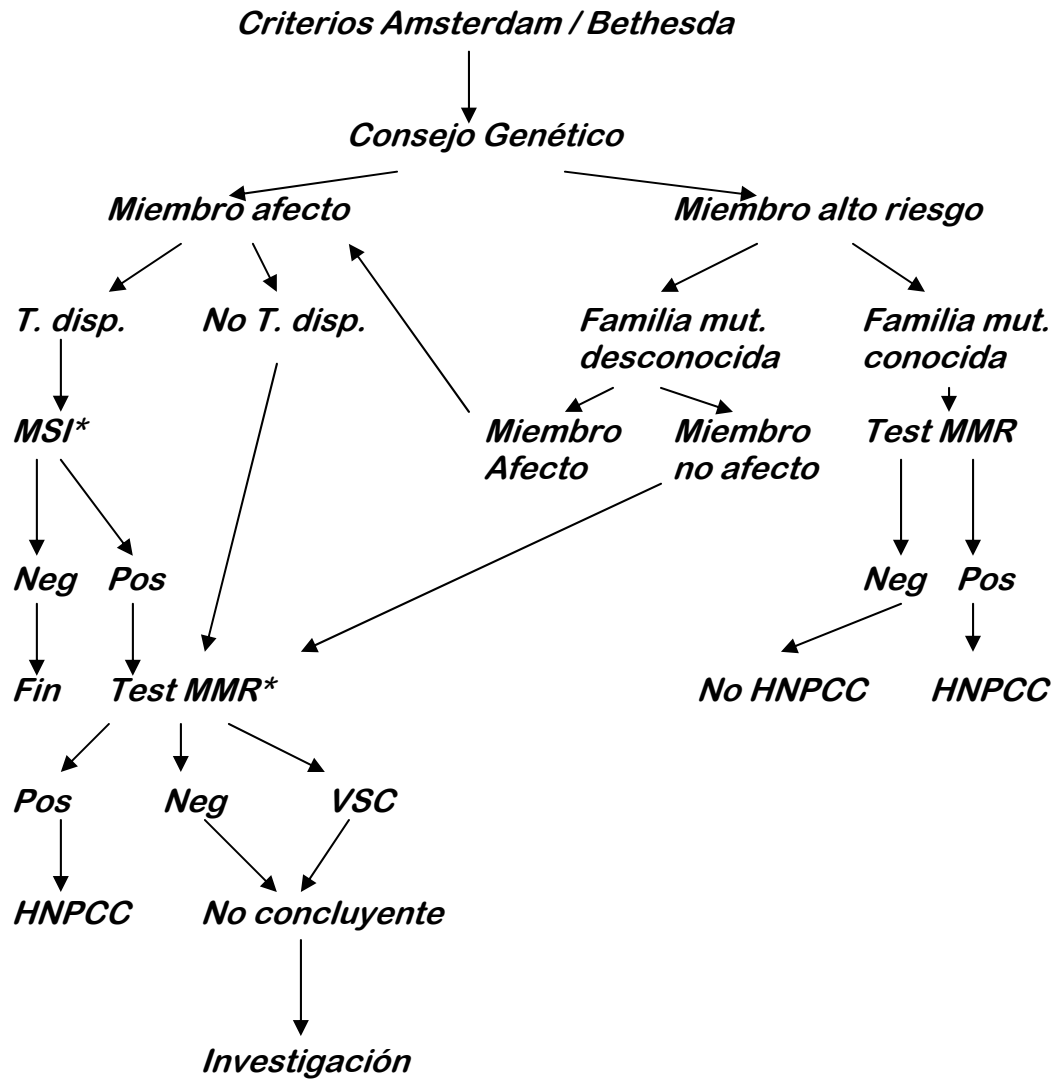 Criterios Amsterdam / Bethesda
Consejo Genético
Miembro afecto
Miembro alto riesgo
T. disp.
No T. disp.
Familia mut.
desconocida
Familia mut.
conocida
MSI*
Miembro
Afecto
Miembro
no afecto
Test MMR
Neg
Pos
Neg
Pos
Fin
Test MMR*
No HNPCC
HNPCC
Pos
Neg
VSC
HNPCC
No concluyente
Investigación